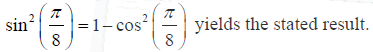 sin²(π/8) = 1 − cos²(π/8) yields the stated result.